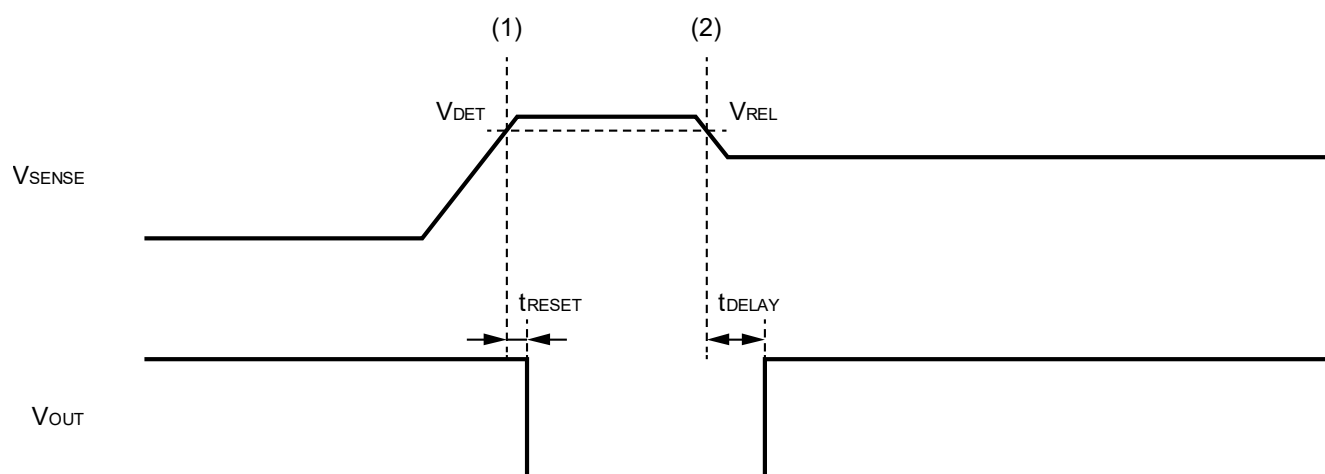 (1) (2)
VDET VREL
VSENSE
tRESET tDELAY
VOUT